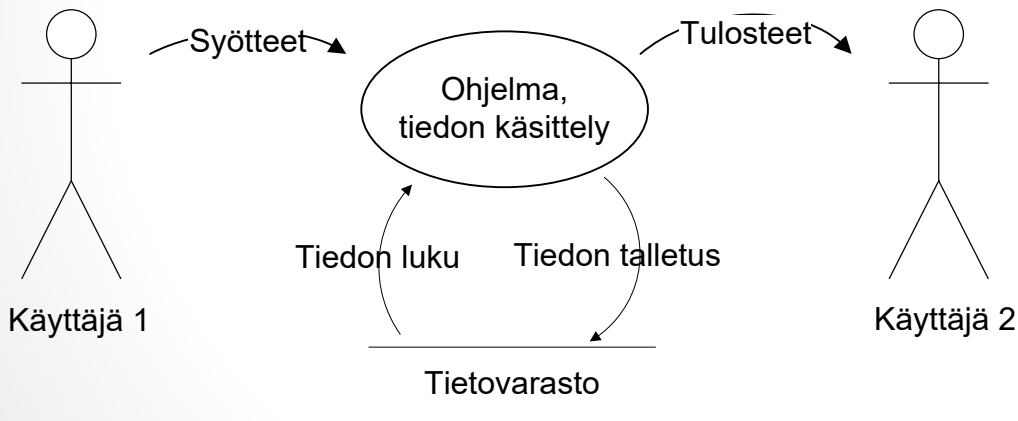 Syötteet
Tulosteet
Ohjelma,
tiedon käsittely
Tiedon luku
Tiedon talletus
Käyttäjä 1
Käyttäjä 2
Tietovarasto